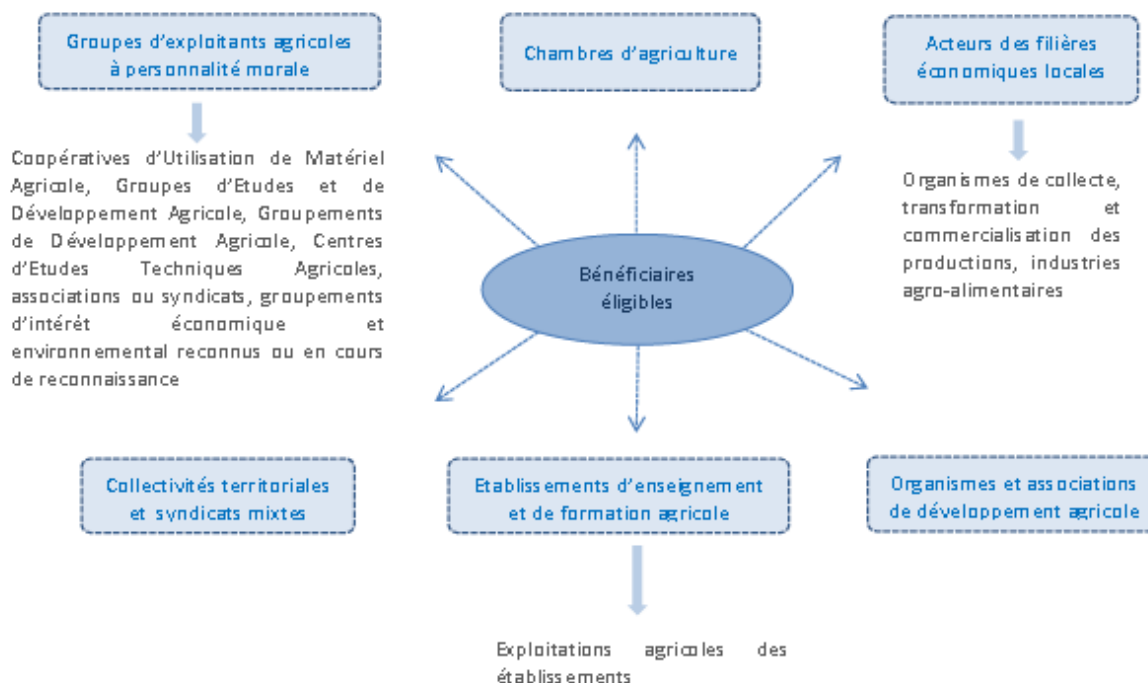 Groupes d'exploitants agricoles
à personnalité morale
Chambres d'agriculture
Acteurs des filières
économiques locales
Coopératives d'Utilisation de Matériel
Agricole, Groupes d'Etudes et de
Développement Agricole, Groupements
de Développement Agricole, Centres
d'Etudes Techniques Agricoles,
associations ou syndicats, groupements
d'intérêt économique et
environnemental reconnus ou en cours
de reconnaissance
Organismes de collecte,
transformation et
commercialisation des
productions, industries
agro-alimentaires
Bénéficiaires
éligibles
Collectivités territoriales
et syndicats mixtes
Etablissements d'enseignement
et de formation agricole
Organismes et associations
de développement agricole
Exploitations agricoles des
établissements